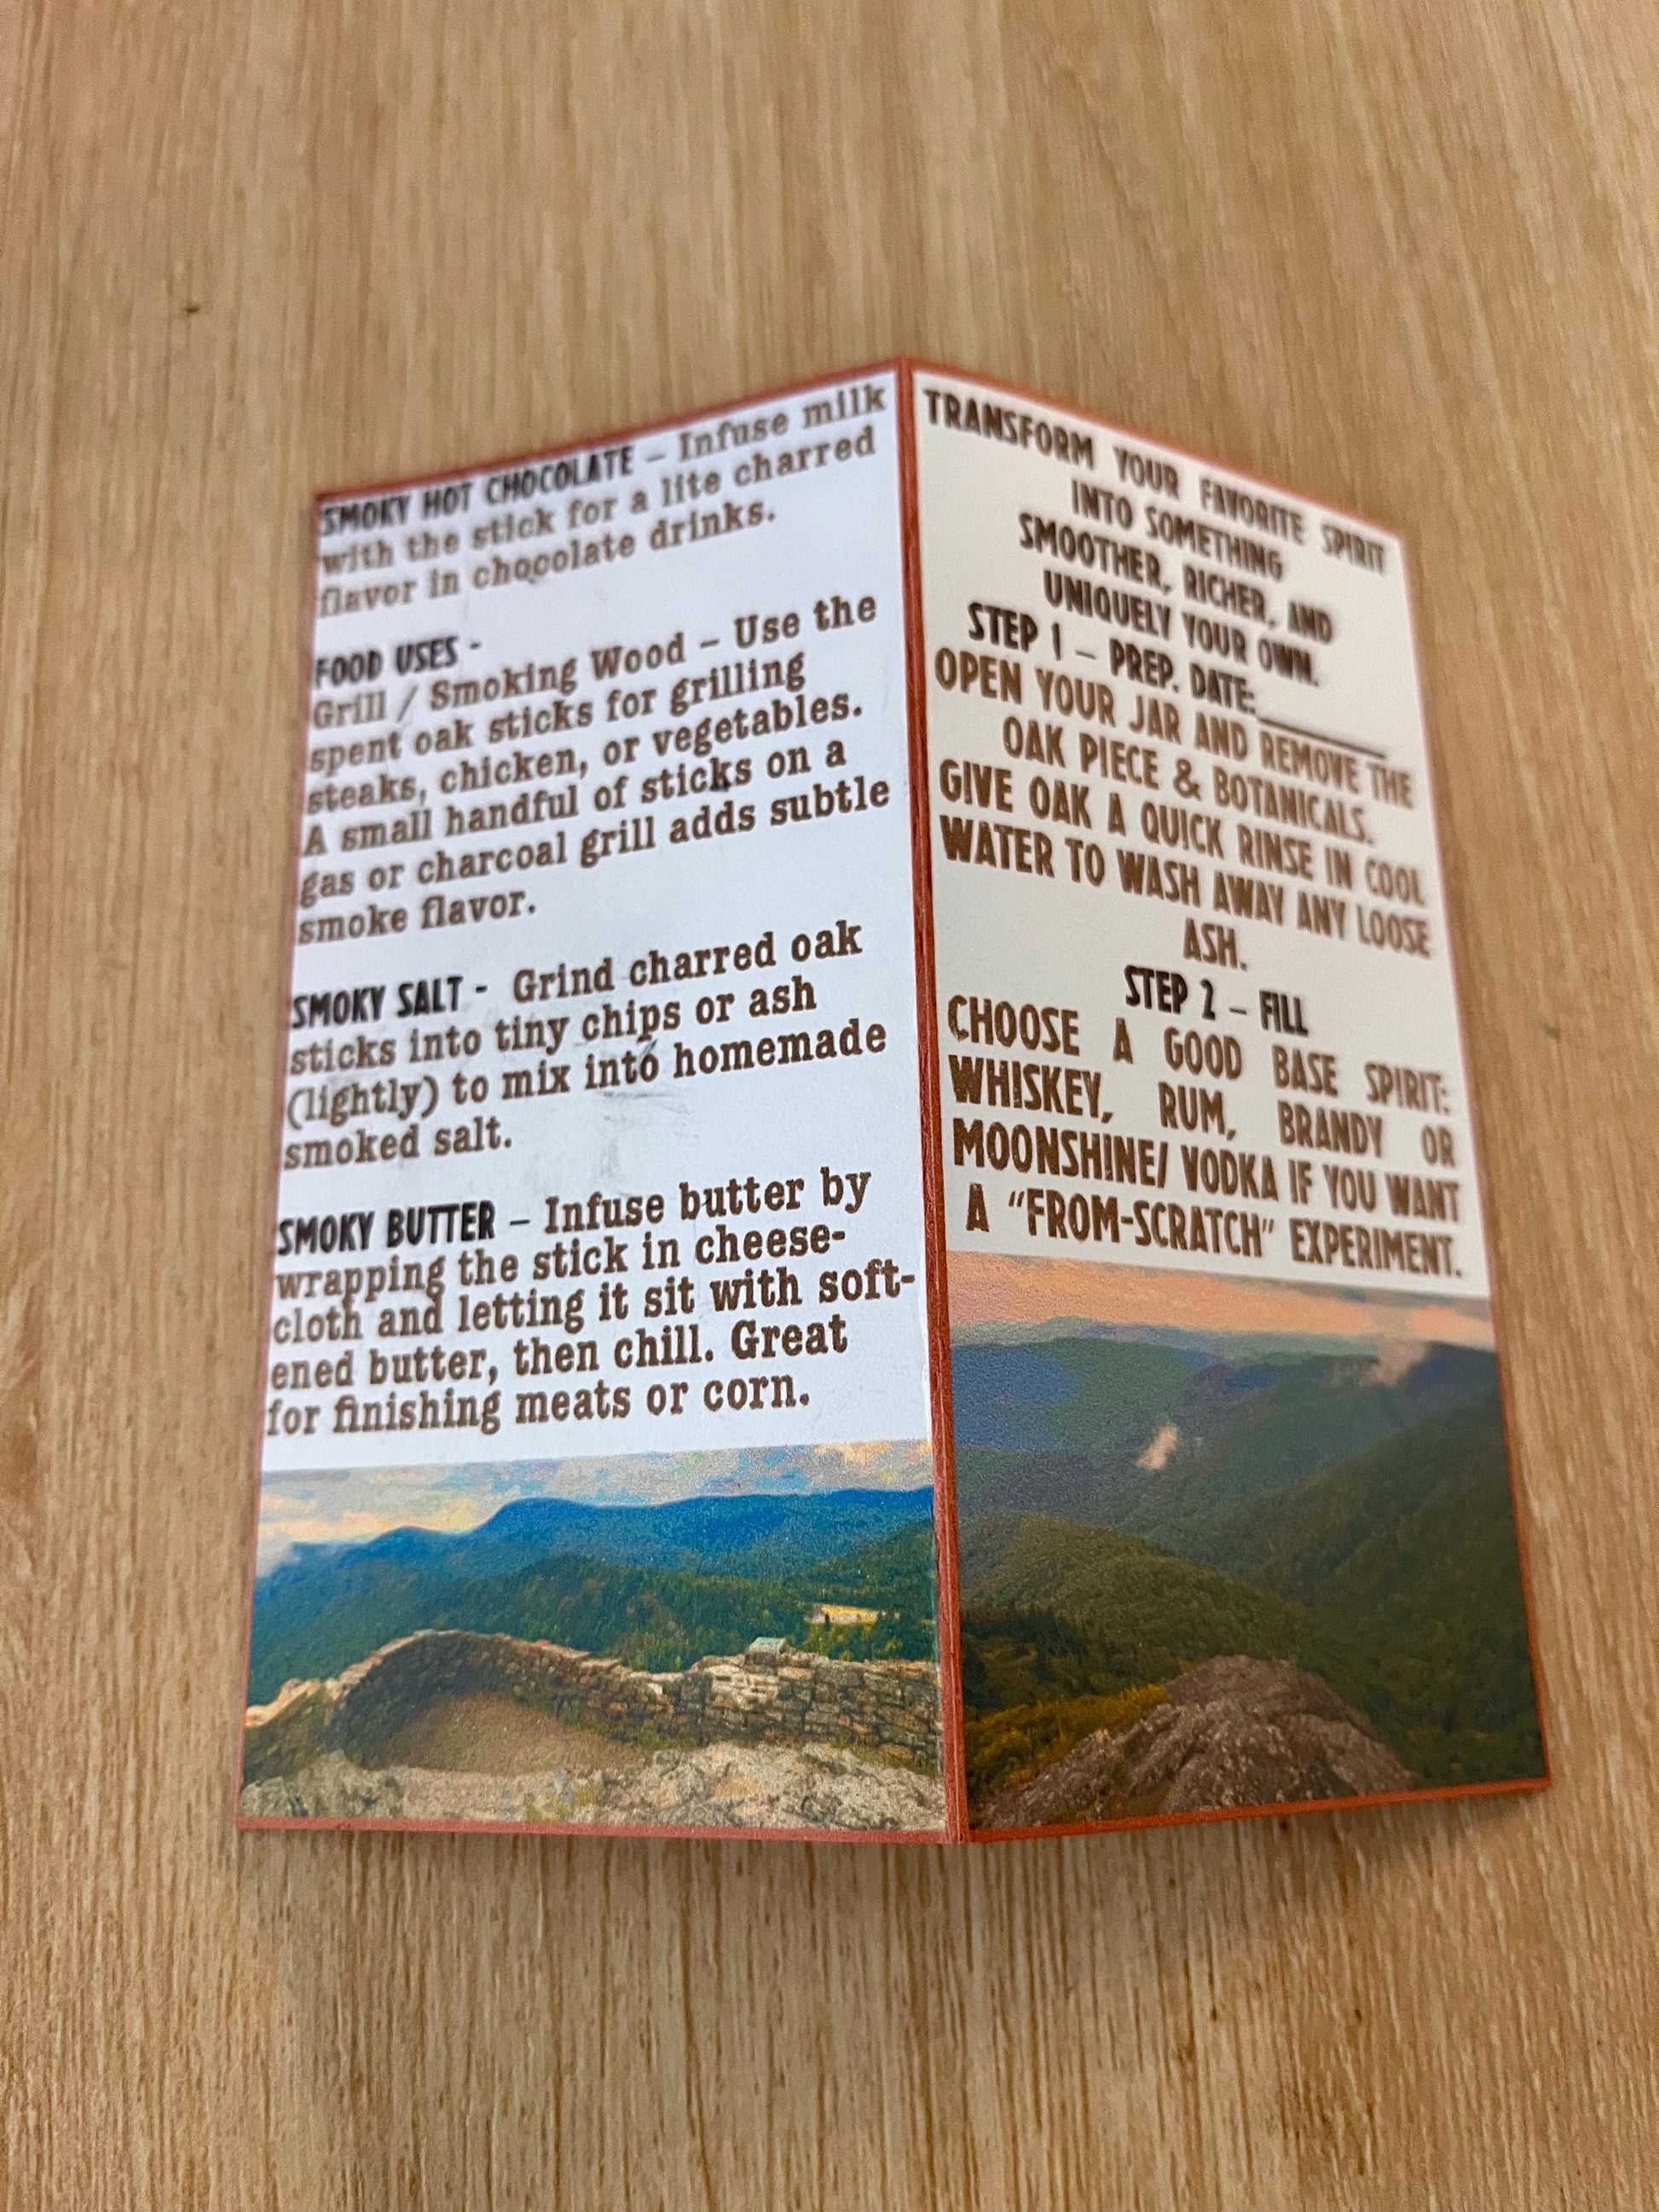 SMOKY HOT CHOCOLATE – Infuse milk
with the stick for a lite charred
flavor in chocolate drinks.
FOOD USES -
Grill / Smoking Wood – Use the
spent oak sticks for grilling
steaks, chicken, or vegetables.
A small handful of sticks on a
gas or charcoal grill adds subtle
smoke flavor.
SMOKY SALT - Grind charred oak
sticks into tiny chips or ash
(lightly) to mix into homemade
smoked salt.
SMOKY BUTTER – Infuse butter by
wrapping the stick in cheese-
cloth and letting it sit with soft-
ened butter, then chill. Great
for finishing meats or corn.
TRANSFORM YOUR FAVORITE SPIRIT
INTO SOMETHING
SMOOTHER, RICHER, AND
UNIQUELY YOUR OWN.
STEP 1 – PREP. DATE:________
OPEN YOUR JAR AND REMOVE THE
OAK PIECE & BOTANICALS.
GIVE OAK A QUICK RINSE IN COOL
WATER TO WASH AWAY ANY LOOSE
ASH.
STEP 2 – FILL
CHOOSE A GOOD BASE SPIRIT:
WHISKEY, RUM, BRANDY OR
MOONSHINE/ VODKA IF YOU WANT
A "FROM-SCRATCH" EXPERIMENT.